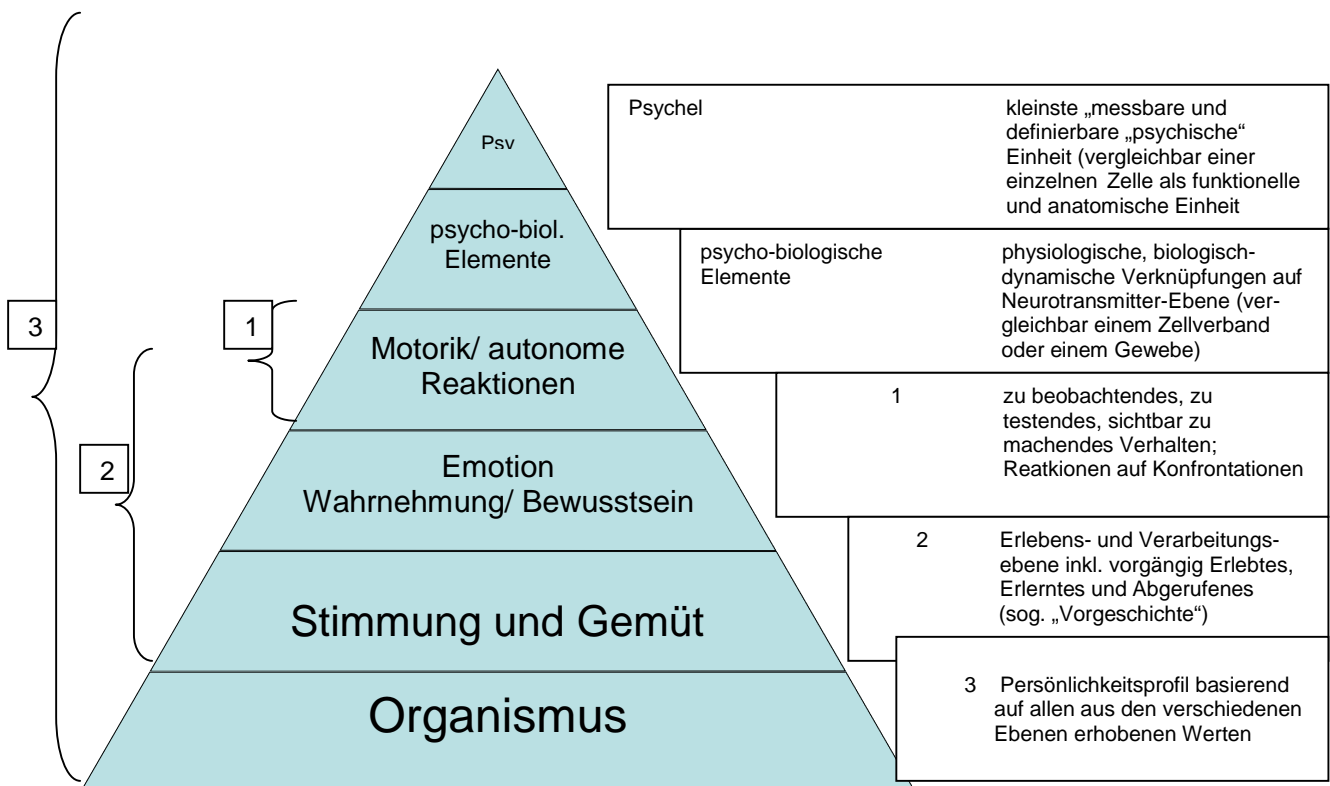 Psy
psycho-biol.
Elemente
Motorik/ autonome
Reaktionen
Emotion
Wahrnehmung/ Bewusstsein
Stimmung und Gemüt
Organismus
3
1
2
Psychel
kleinste „messbare und
definierbare „psychische“
Einheit (vergleichbar einer
einzelnen Zelle als funktionelle
und anatomische Einheit
psycho-biologische
Elemente
physiologische, biologisch-
dynamische Verknüpfungen auf
Neurotransmitter-Ebene (ver-
gleichbar einem Zellverband
oder einem Gewebe)
1
zu beobachtendes, zu
testendes, sichtbar zu
machendes Verhalten;
Reatkionen auf Konfrontationen
2
Erlebens- und Verarbeitungs-
ebene inkl. vorgängig Erlebtes,
Erlerntes und Abgerufenes
(sog. „Vorgeschichte“)
3 Persönlichkeitsprofil basierend
auf allen aus den verschiedenen
Ebenen erhobenen Werten